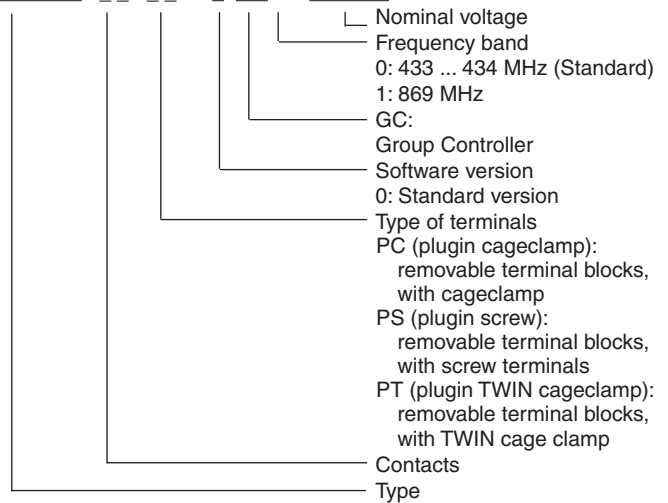 Nominal voltage
Frequency band
0: 433 ... 434 MHz (Standard)
1: 869 MHz
GC:
Group Controller
Software version
0: Standard version
Type of terminals
PC (plugin cageclamp):
removable terminal blocks,
with cageclamp
PS (plugin screw):
removable terminal blocks,
with screw terminals
PT (plugin TWIN cageclamp):
removable terminal blocks,
with TWIN cage clamp
Contacts
Type